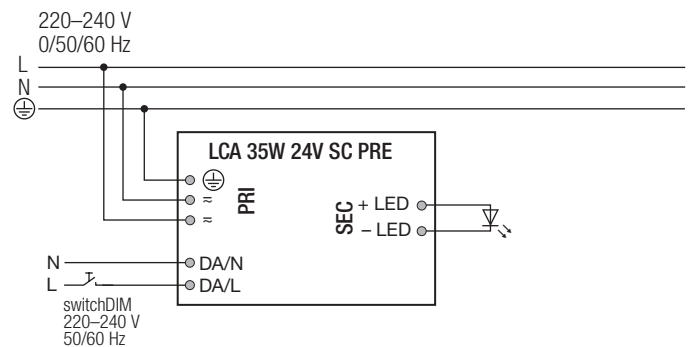 220–240 V
0/50/60 Hz
L
N
LCA 35W 24V SC PRE
PRI
≂
≂
SEC
+ LED
– LED
N
DA/N
L
DA/L
switchDIM
220–240 V
50/60 Hz